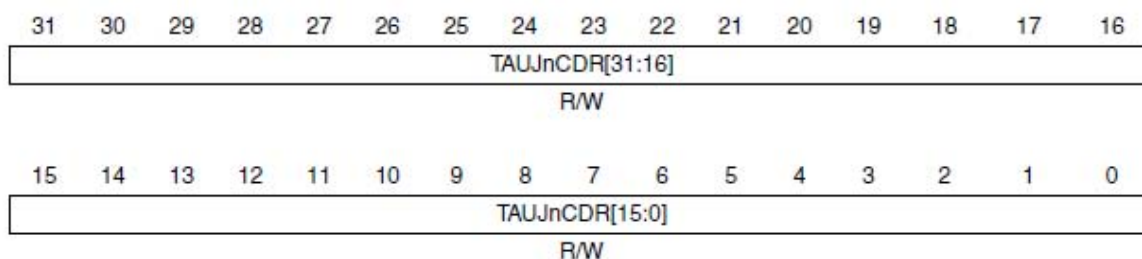 31 30 29 28 27 26 25 24 23 22 21 20 19 18 17 16
TAUJnCDR[31:16]
R/W
15 14 13 12 11 10 9 8 7 6 5 4 3 2 1 0
TAUJnCDR[15:0]
R/W